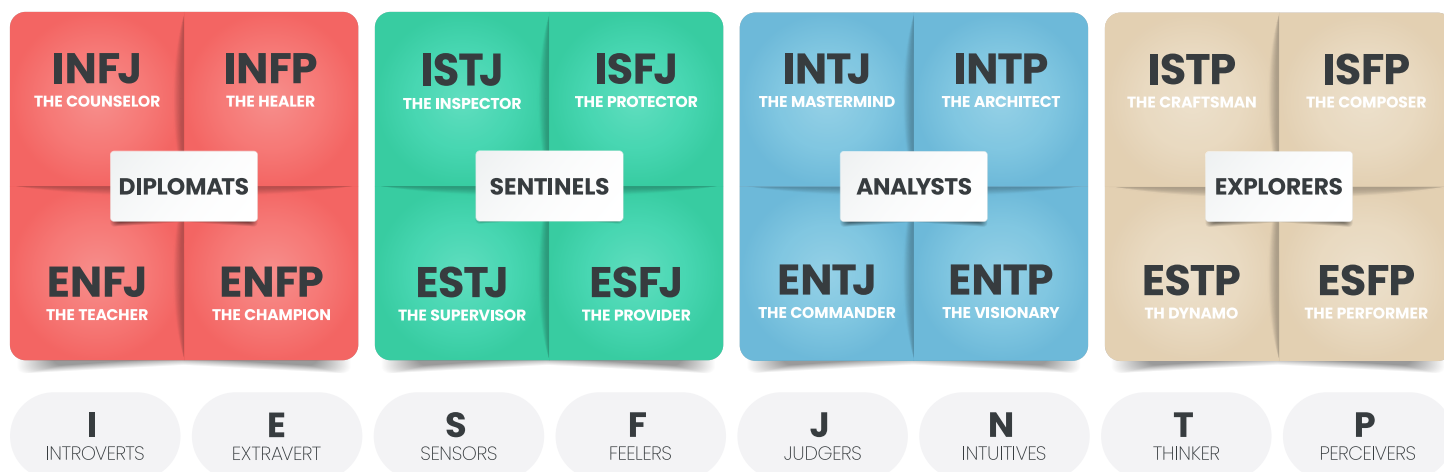 INFJ
THE COUNSELOR
INFP
THE HEALER
DIPLOMATS
ENFJ
THE TEACHER
ENFP
THE CHAMPION
ISTJ
THE INSPECTOR
ISFJ
THE PROTECTOR
SENTINELS
ESTJ
THE SUPERVISOR
ESFJ
THE PROVIDER
INTJ
THE MASTERMIND
INTP
THE ARCHITECT
ANALYSTS
ENTJ
THE COMMANDER
ENTP
THE VISIONARY
ISTP
THE CRAFTSMAN
ISFP
THE COMPOSER
EXPLORERS
ESTP
TH DYNAMO
ESFP
THE PERFORMER
I
INTROVERTS
E
EXTRAVERT
S
SENSORS
F
FEELERS
J
JUDGERS
N
INTUITIVES
T
THINKER
P
PERCEIVERS